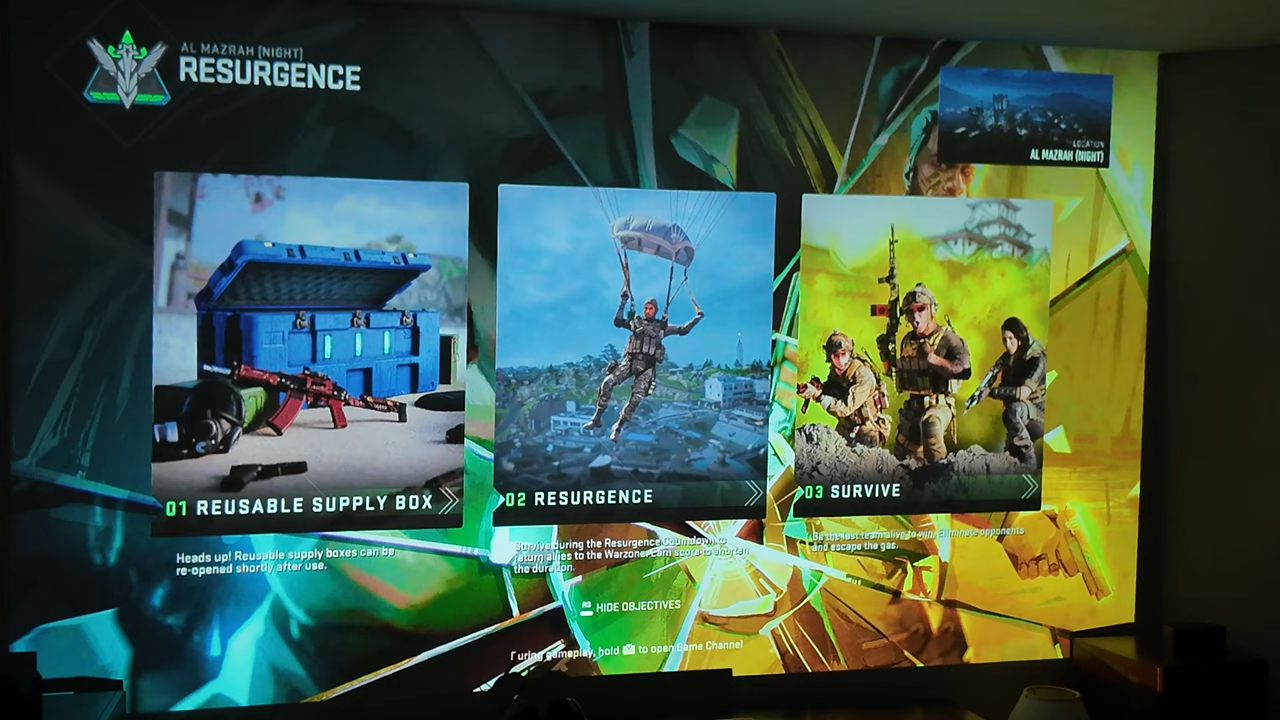 AL MAZRAH (NIGHT)
RESURGENCE
LOCATION
AL MAZRAH (NIGHT)
01 REUSABLE SUPPLY BOX
02 RESURGENCE
03 SURVIVE
Heads up! Reusable supply boxes can be
re-opened shortly after use.
Survive during the Resurgence Countdown to
return allies to the Warzone. Earn score to shorten
the duration.
Be the last team alive to win. Eliminate opponents
and escape the gas.
R3 HIDE OBJECTIVES
uring gameplay, hold to open Game Channel